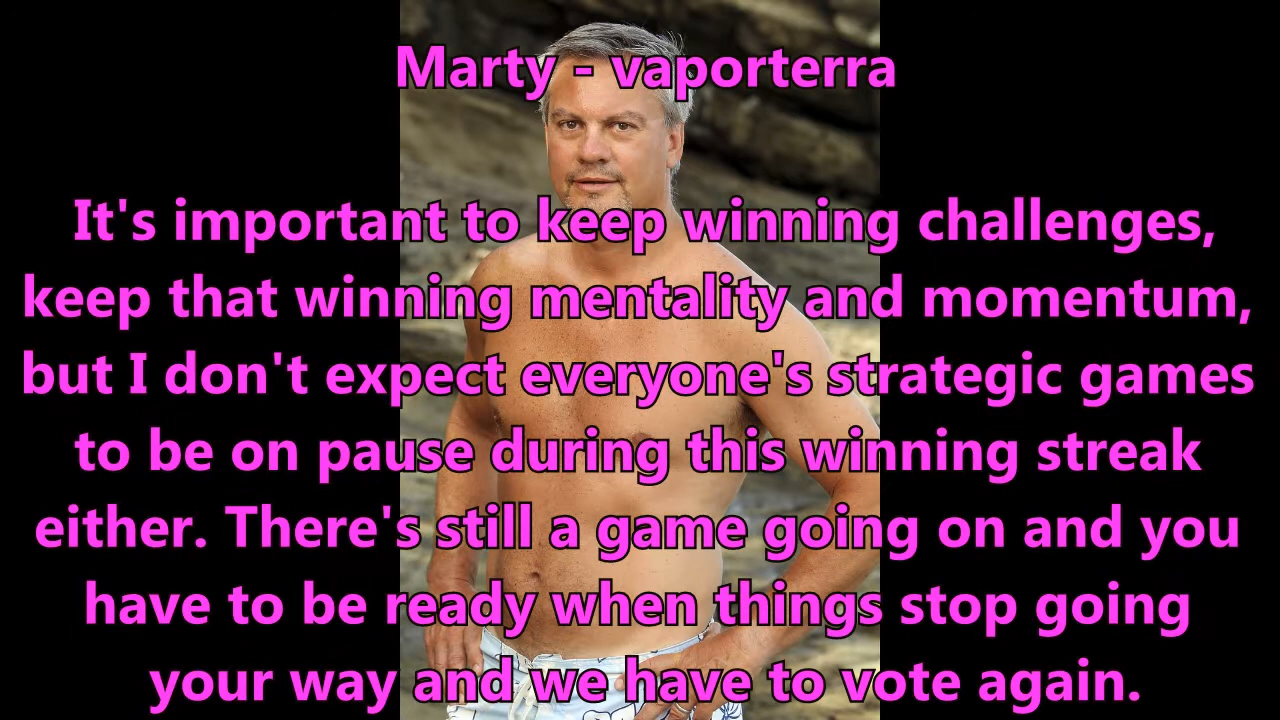 Marty - vaporterra
It's important to keep winning challenges,
keep that winning mentality and momentum,
but I don't expect everyone's strategic games
to be on pause during this winning streak
either. There's still a game going on and you
have to be ready when things stop going
your way and we have to vote again.